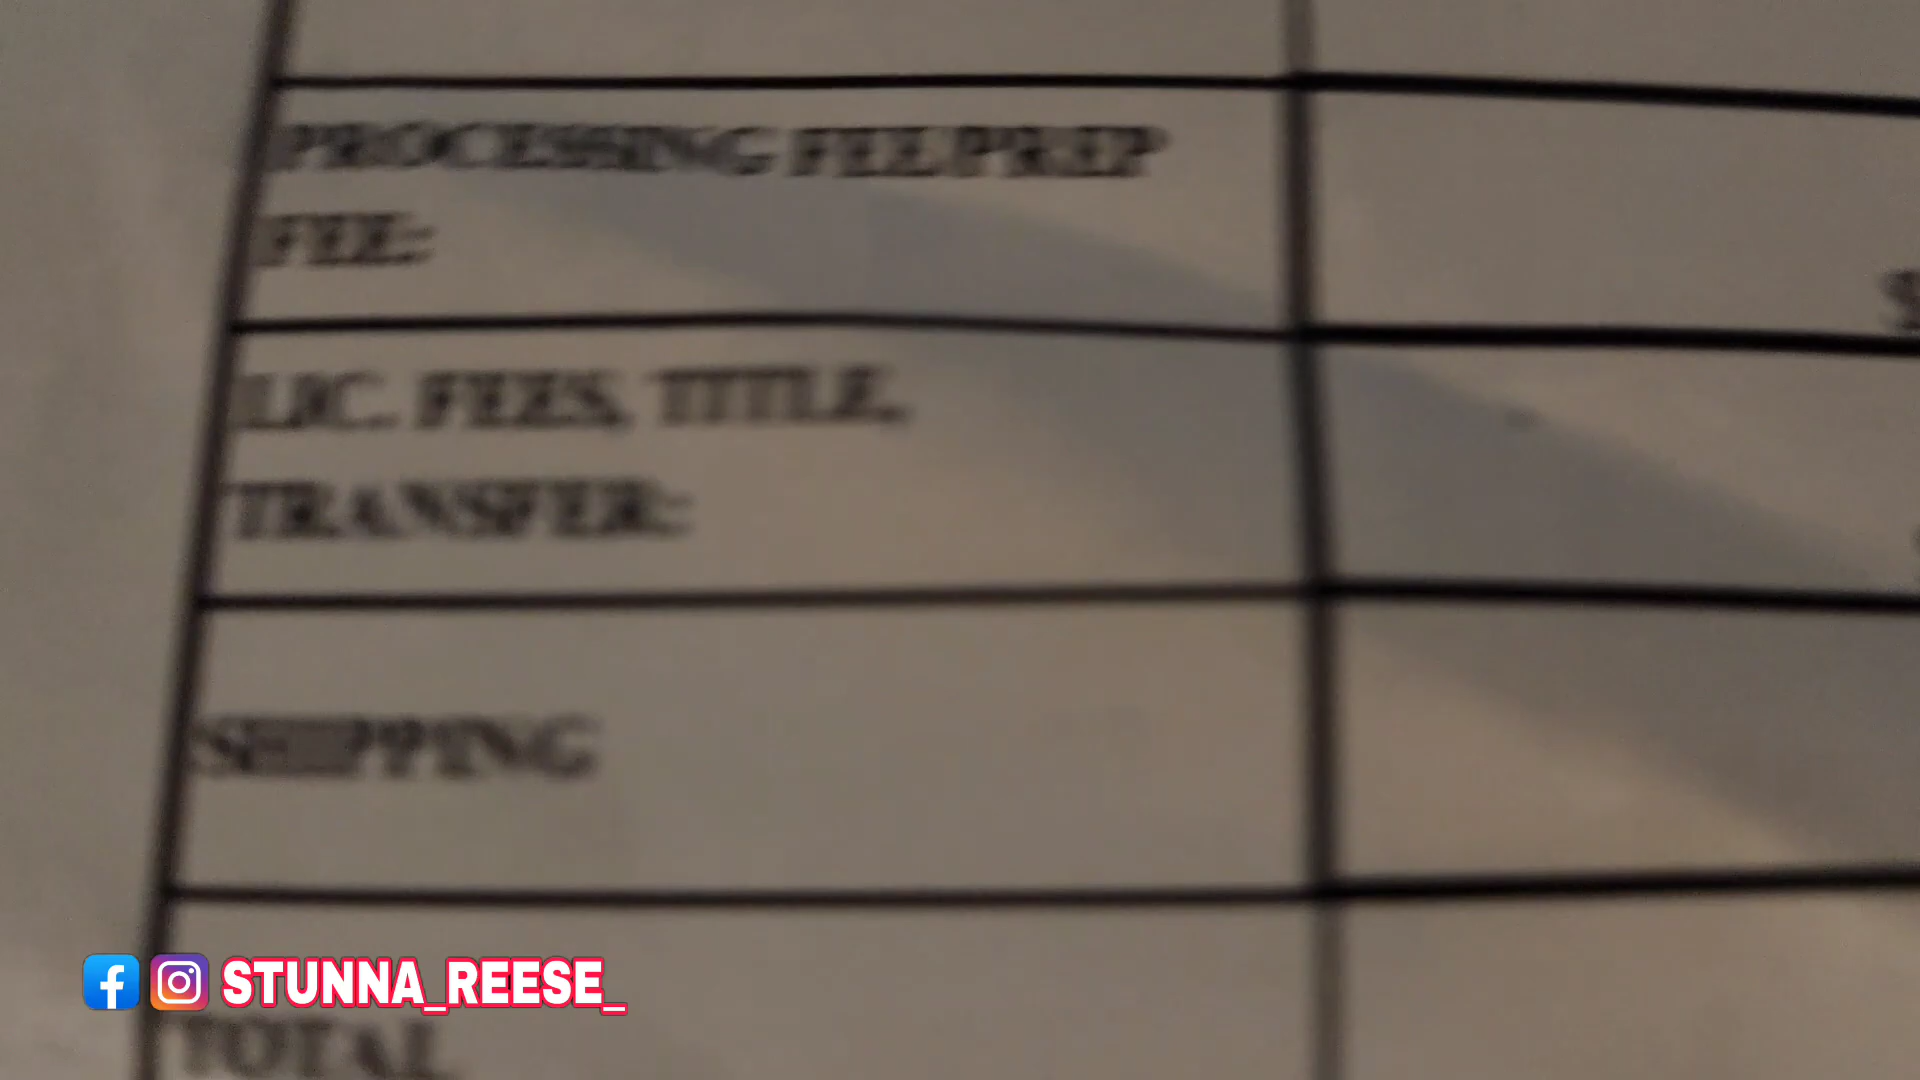 PROCESSING FEE PREP
FEE:
$
LIC. FEES, TITLE,
TRANSFER:
SHIPPING
STUNNA_REESE_
TOTAL